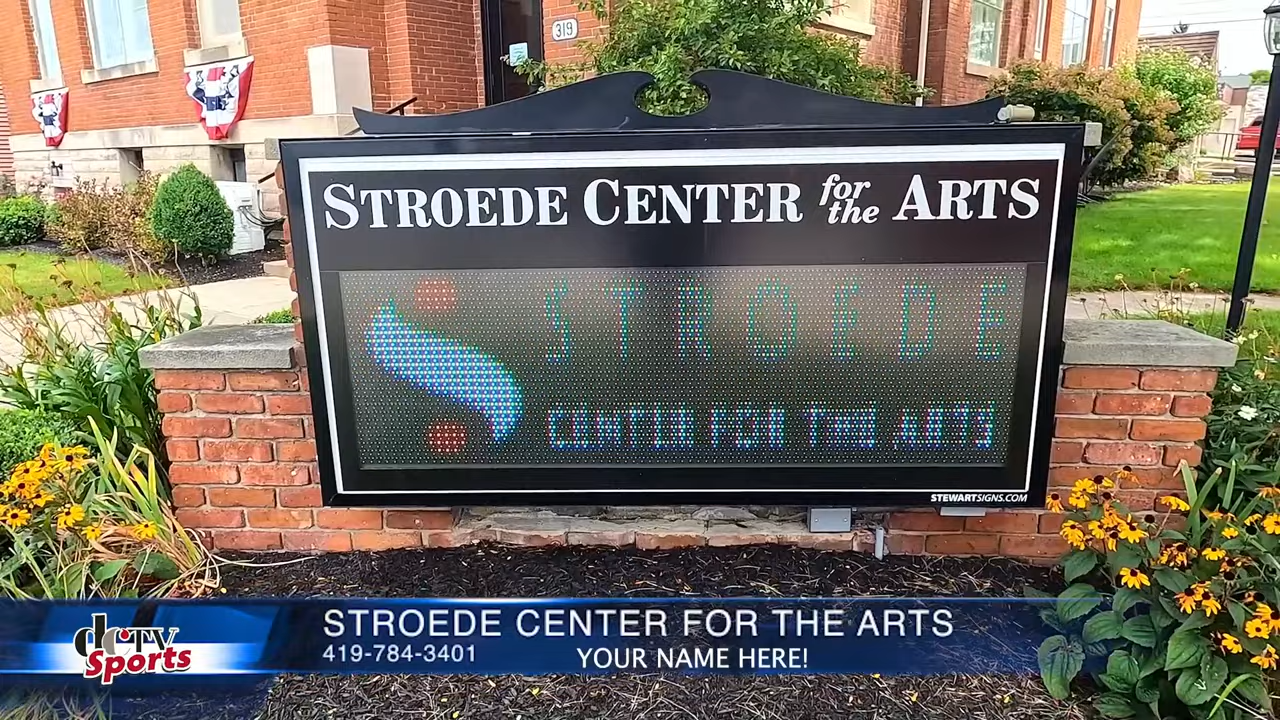 319
STROEDE CENTER for the ARTS
STROEDE
CENTER FOR THE ARTS
STEWARTSIGNS.COM
dctv Sports
STROEDE CENTER FOR THE ARTS
419-784-3401 YOUR NAME HERE!